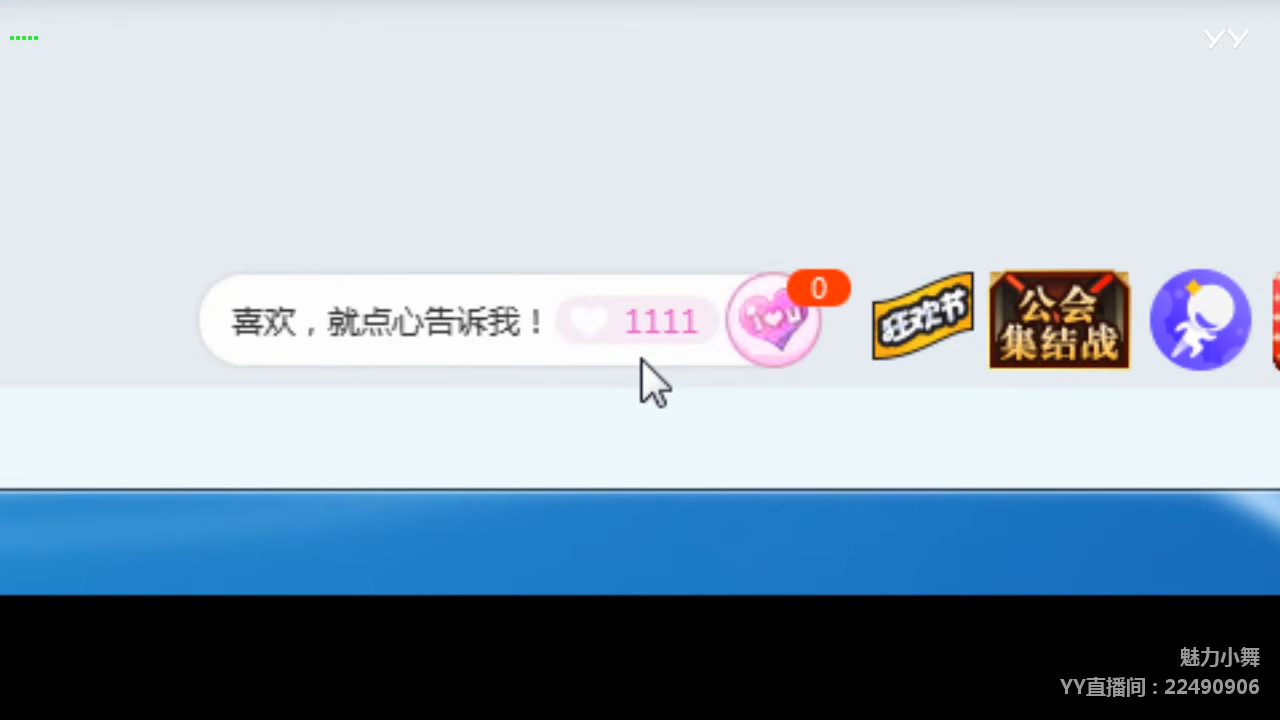 YY
喜欢，就点心告诉我！ 1111
i♥u
0
狂欢节
公会
集结战
魅力小舞
YY直播间：22490906